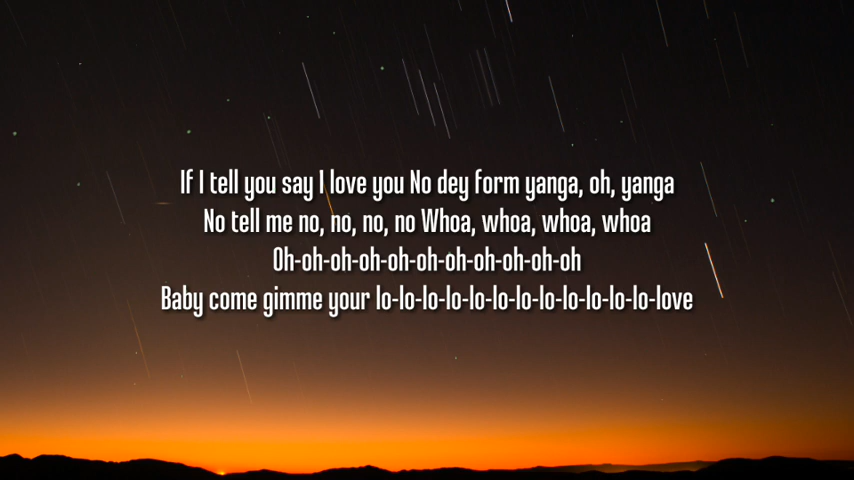 If I tell you say I love you No dey form yanga, oh, yanga
No tell me no, no, no, no Whoa, whoa, whoa, whoa
Oh-oh-oh-oh-oh-oh-oh-oh-oh-oh-oh
Baby come gimme your lo-lo-lo-lo-lo-lo-lo-lo-lo-lo-lo-lo-love